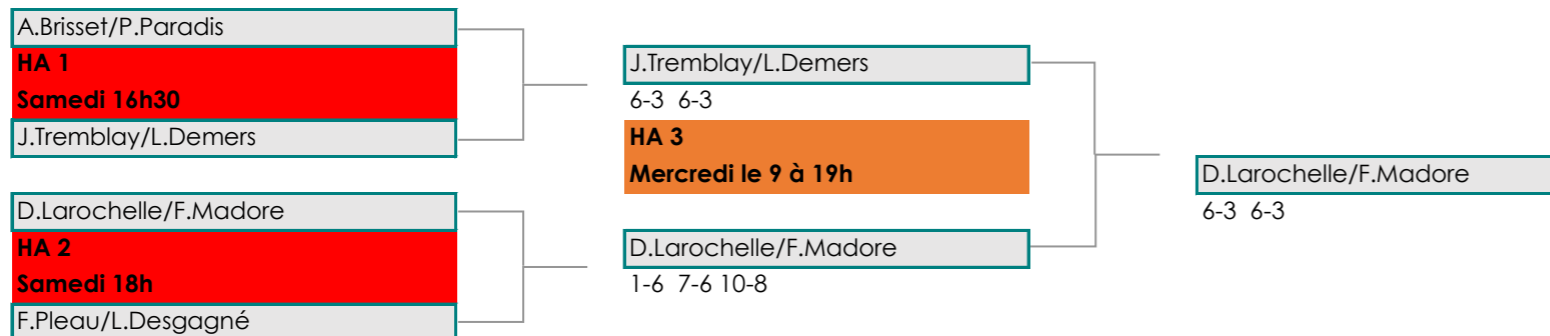 A.Brisset/P.Paradis
HA 1
Samedi 16h30
J.Tremblay/L.Demers
D.Larochelle/F.Madore
HA 2
Samedi 18h
F.Pleau/L.Desgagné
J.Tremblay/L.Demers
6-3 6-3
HA 3
Mercredi le 9 à 19h
D.Larochelle/F.Madore
1-6 7-6 10-8
D.Larochelle/F.Madore
6-3 6-3